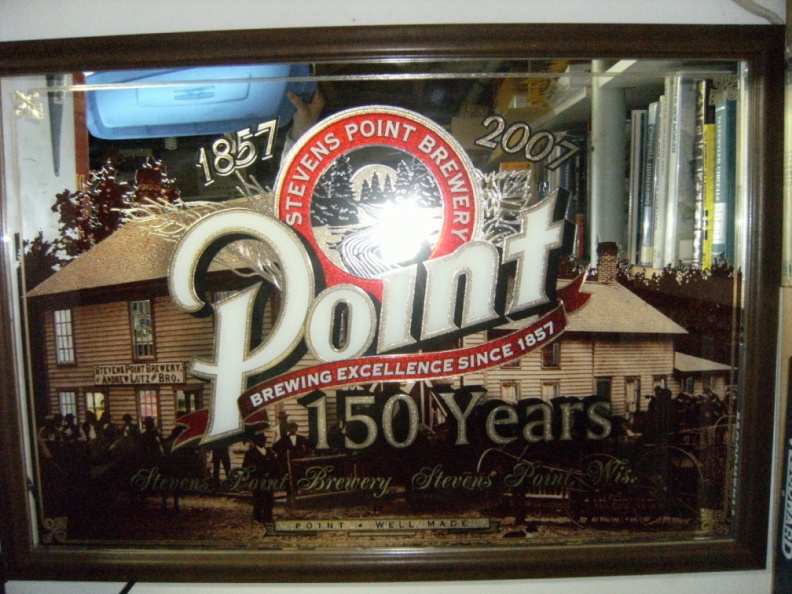 1857
2007
STEVENS POINT BREWERY
Point
BREWING EXCELLENCE SINCE 1857
150 Years
STEVENS POINT BREWERY,
ANDREW LUTZ AND BRO.
Stevens Point Brewery Stevens Point, Wis.
POINT • WELL MADE